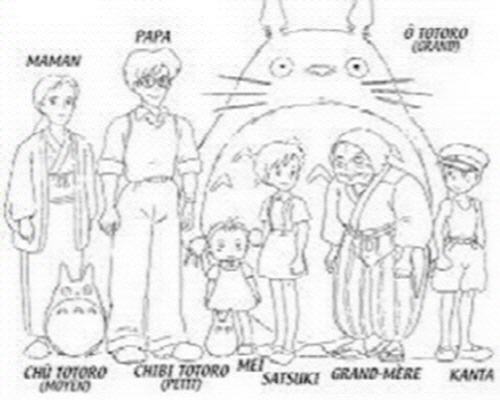 PAPA
Ô TOTORO
(GRAND)
MAMAN
CHÛ TOTORO
(MOYEN)
CHIBI TOTORO
(PETIT)
MEI
SATSUKI
GRAND-MÈRE
KANTA